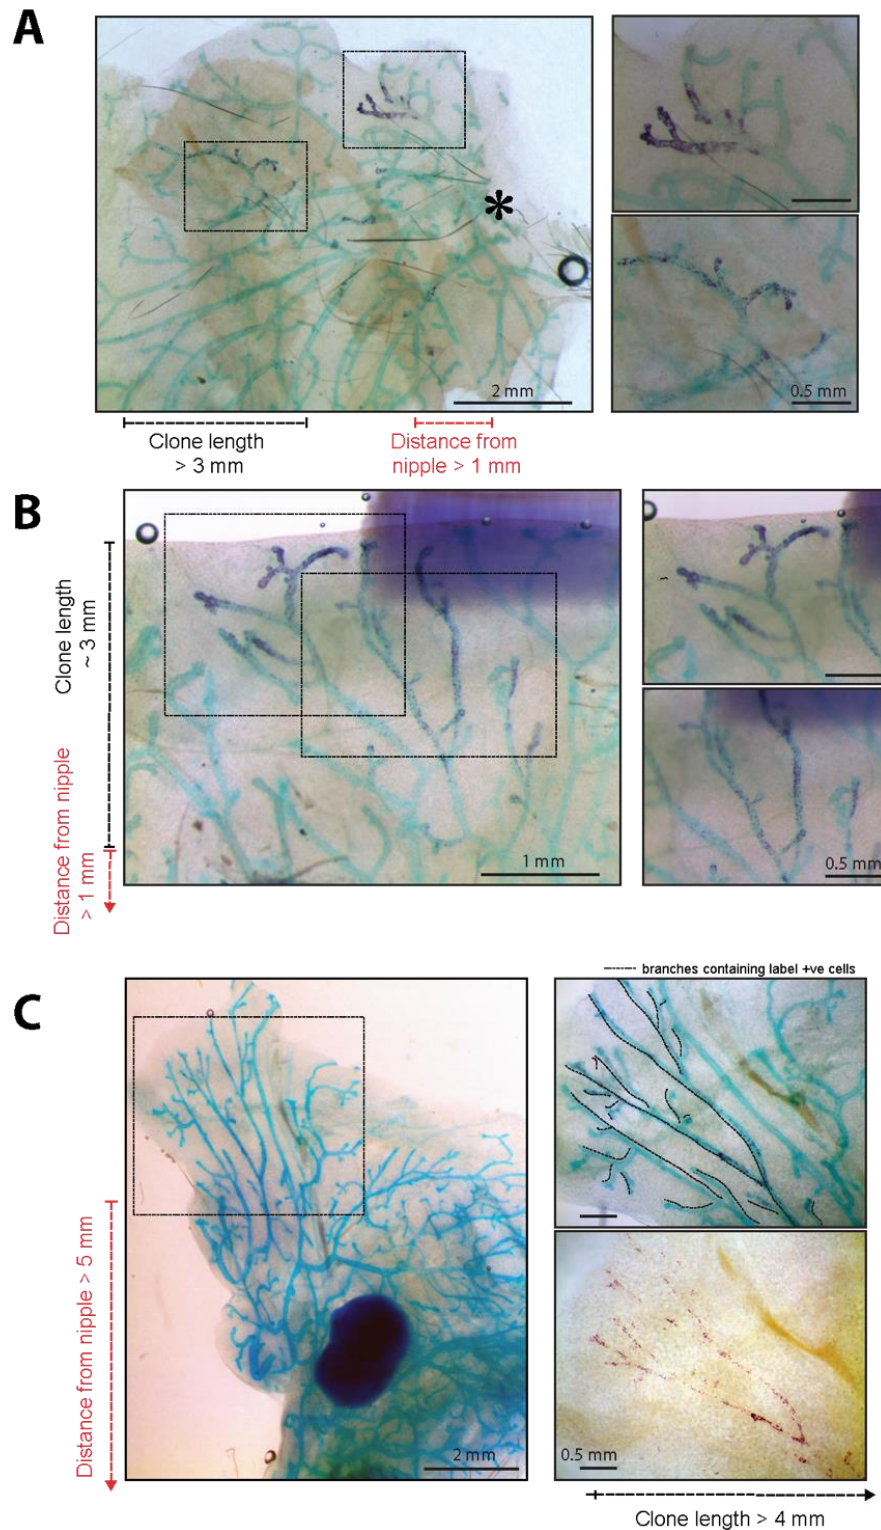 A
*
2 mm
0.5 mm
Clone length
> 3 mm
Distance from
nipple > 1 mm
B
Clone length
~ 3 mm
Distance from nipple
> 1 mm
1 mm
0.5 mm
C
branches containing label +ve cells
Distance from nipple > 5 mm
2 mm
0.5 mm
Clone length > 4 mm